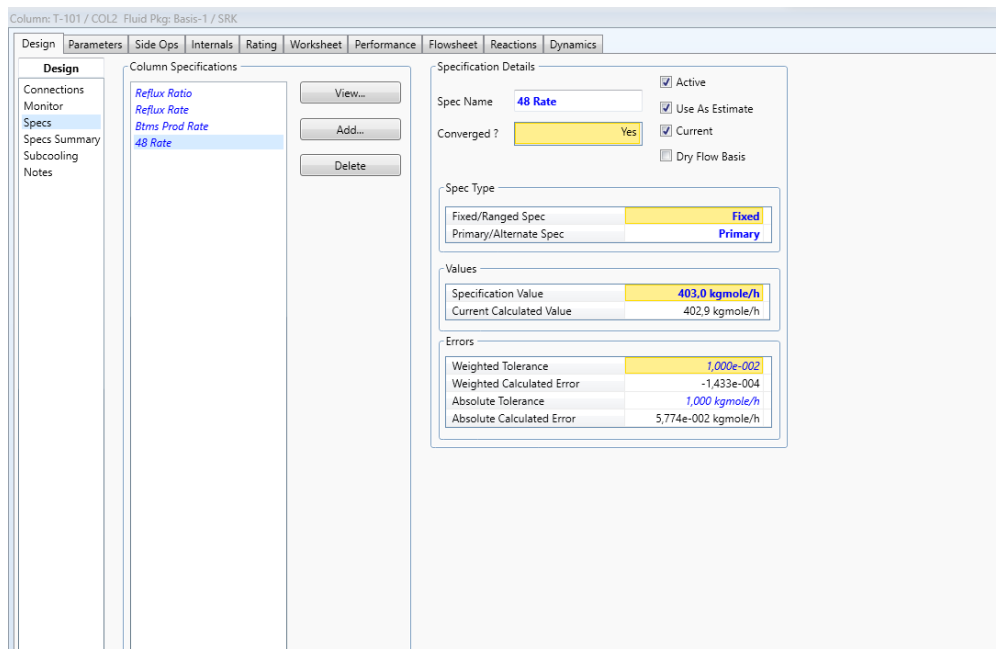 Column: T-101 / COL2 Fluid Pkg: Basis-1 / SRK
Design Parameters Side Ops Internals Rating Worksheet Performance Flowsheet Reactions Dynamics
Design
Connections
Monitor
Specs
Specs Summary
Subcooling
Notes
Column Specifications
Reflux Ratio
Reflux Rate
Btms Prod Rate
48 Rate
View...
Add...
Delete
Specification Details
Spec Name 48 Rate
Converged ? Yes
Active
Use As Estimate
Current
Dry Flow Basis
Spec Type
Fixed/Ranged Spec Fixed
Primary/Alternate Spec Primary
Values
Specification Value 403,0 kgmole/h
Current Calculated Value 402,9 kgmole/h
Errors
Weighted Tolerance 1,000e-002
Weighted Calculated Error -1,433e-004
Absolute Tolerance 1,000 kgmole/h
Absolute Calculated Error 5,774e-002 kgmole/h